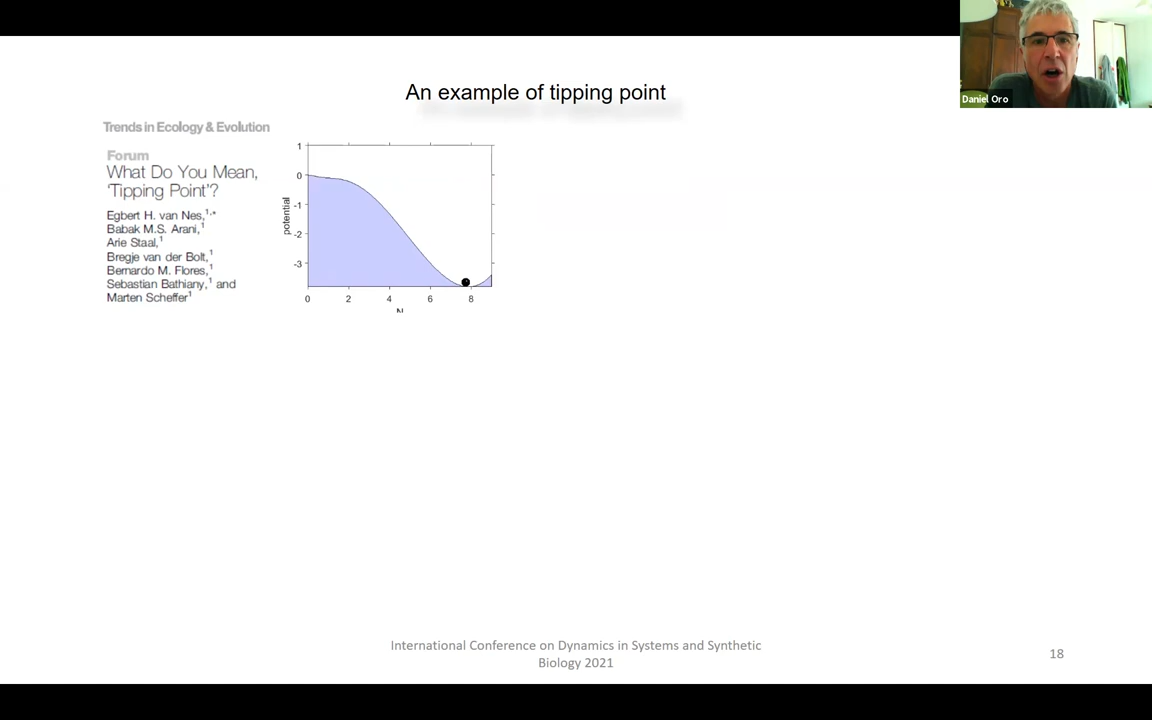 Daniel Oro
An example of tipping point
Trends in Ecology & Evolution
Forum
What Do You Mean,
'Tipping Point'?
Egbert H. van Nes,1,*
Babak M.S. Arani,1
Arie Staal,1
Bregje van der Bolt,1
Bernardo M. Flores,1
Sebastian Bathiany,1 and
Marten Scheffer1
1
0
-1
-2
-3
potential
0 2 4 6 8
N
International Conference on Dynamics in Systems and Synthetic
Biology 2021
18